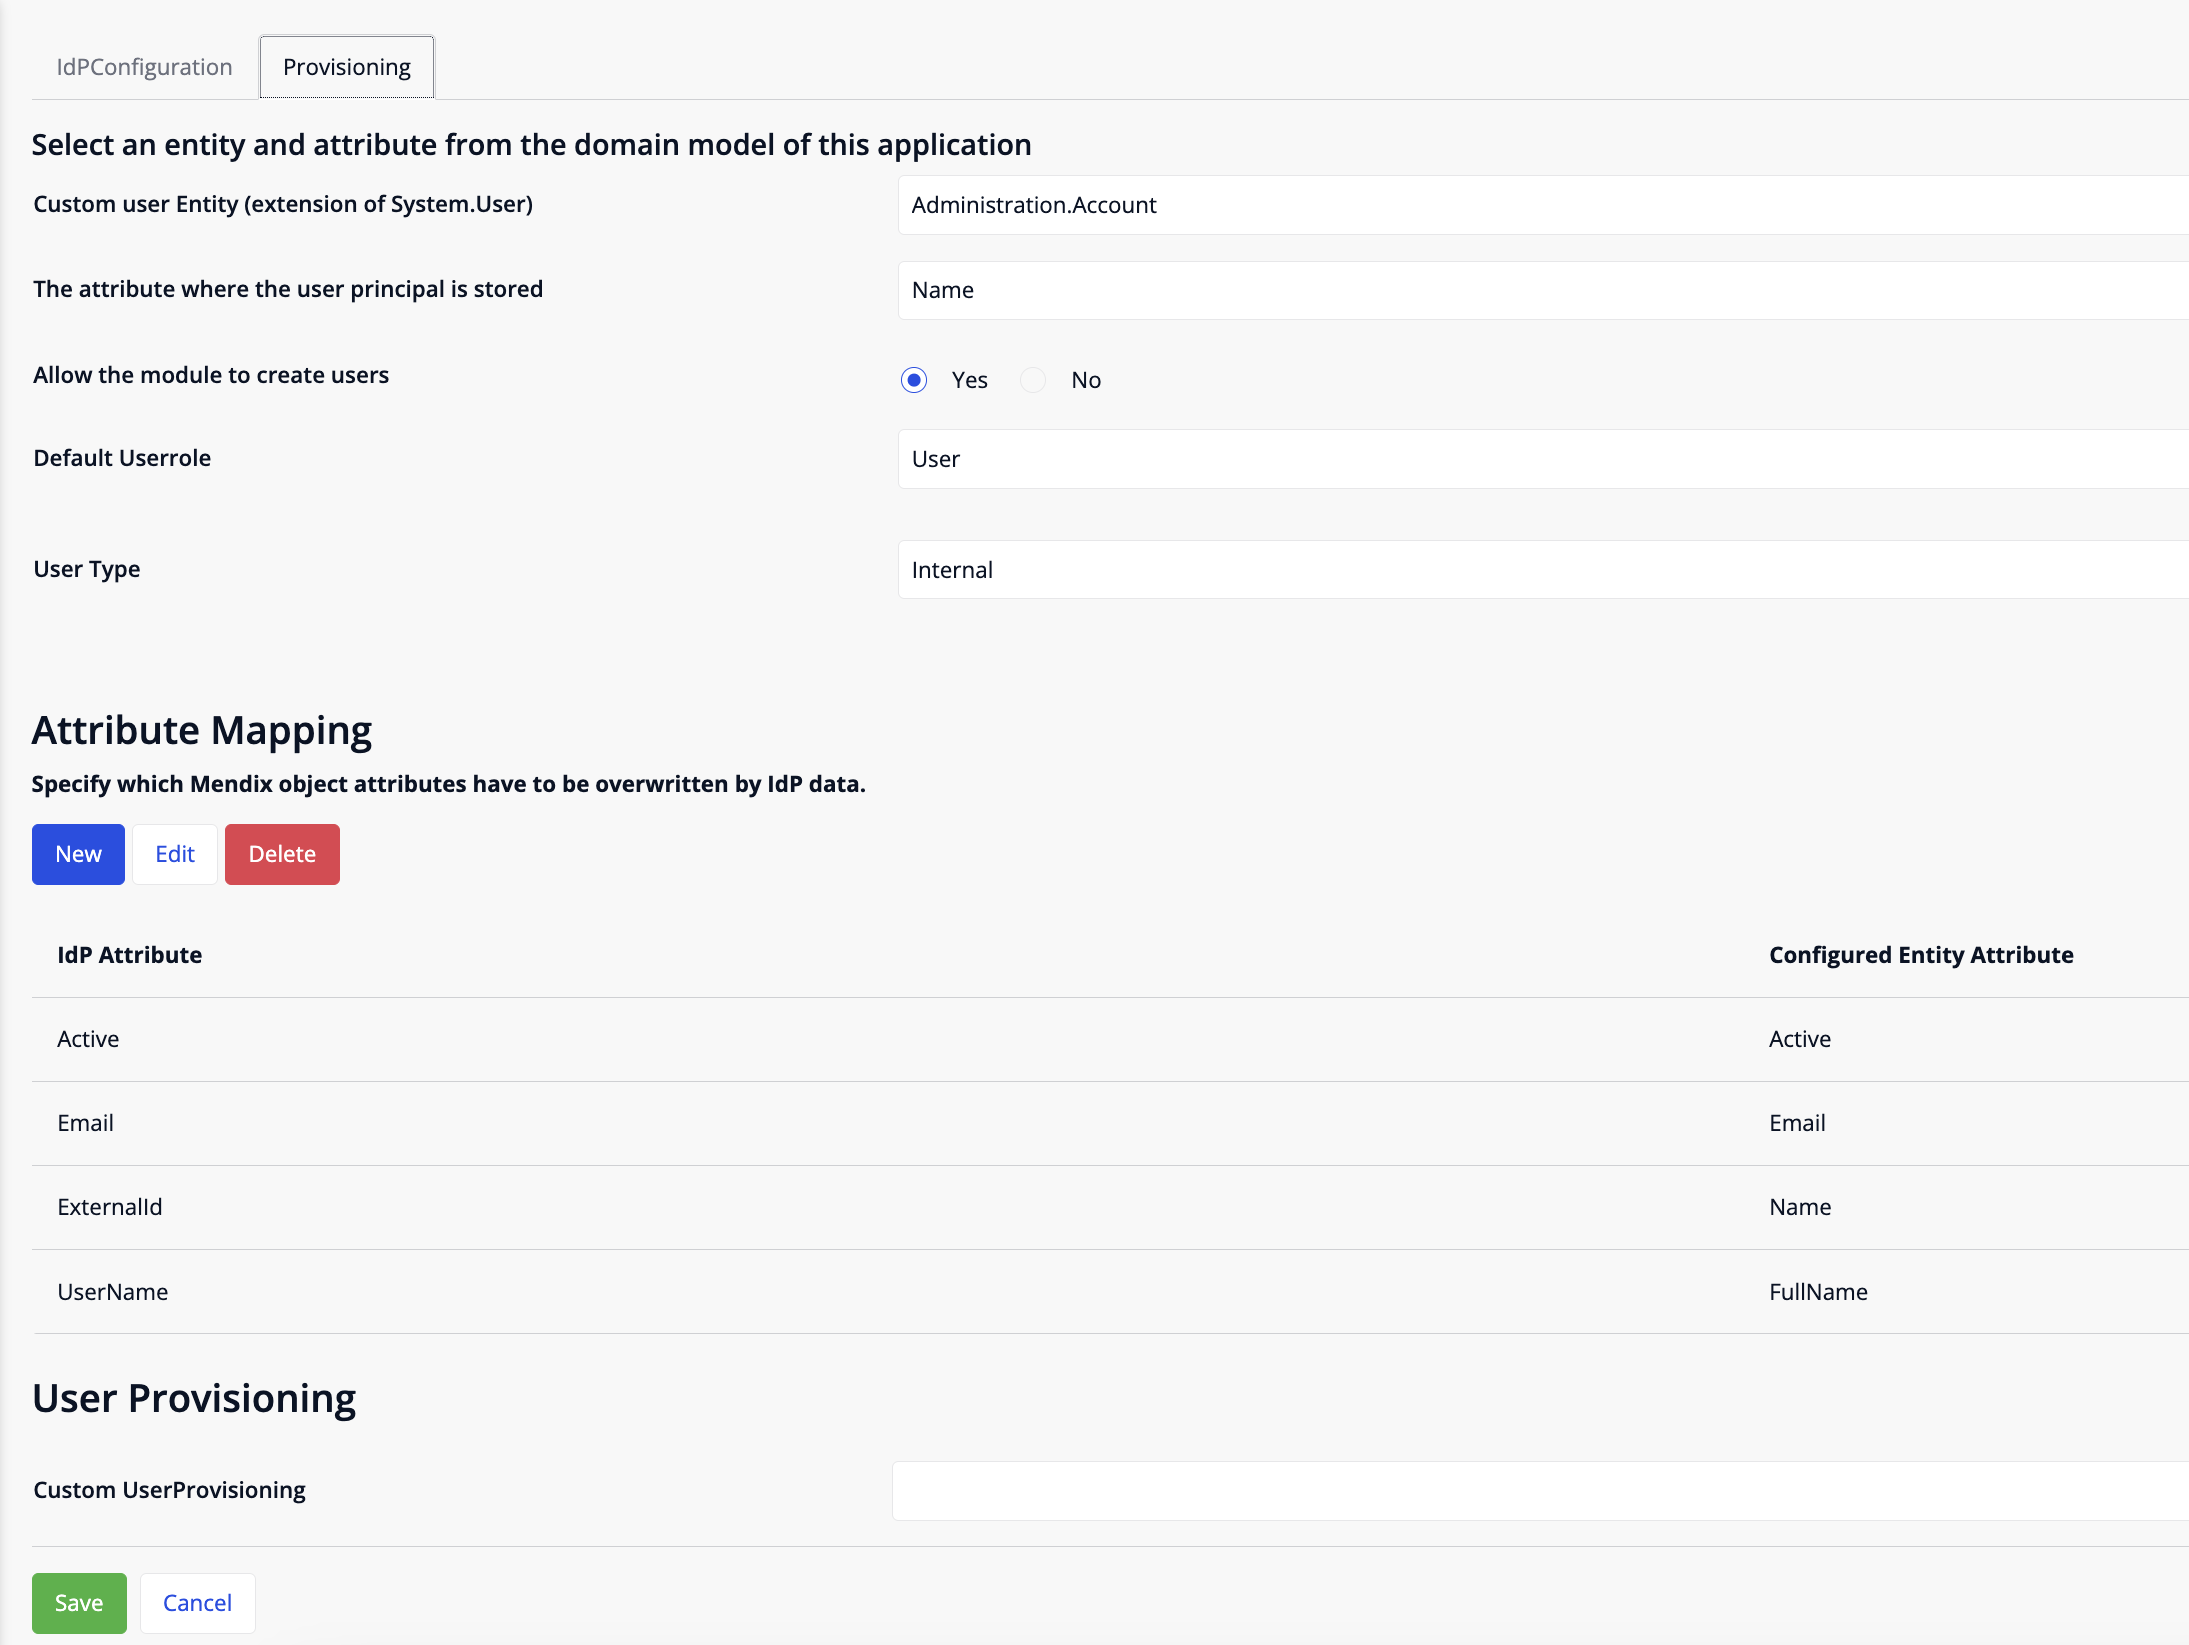 IdPConfiguration Provisioning
Select an entity and attribute from the domain model of this application
Custom user Entity (extension of System.User) Administration.Account
The attribute where the user principal is stored Name
Allow the module to create users Yes No
Default Userrole User
User Type Internal
Attribute Mapping
Specify which Mendix object attributes have to be overwritten by IdP data.
New Edit Delete
IdP Attribute Configured Entity Attribute
Active Active
Email Email
ExternalId Name
UserName FullName
User Provisioning
Custom UserProvisioning
Save Cancel